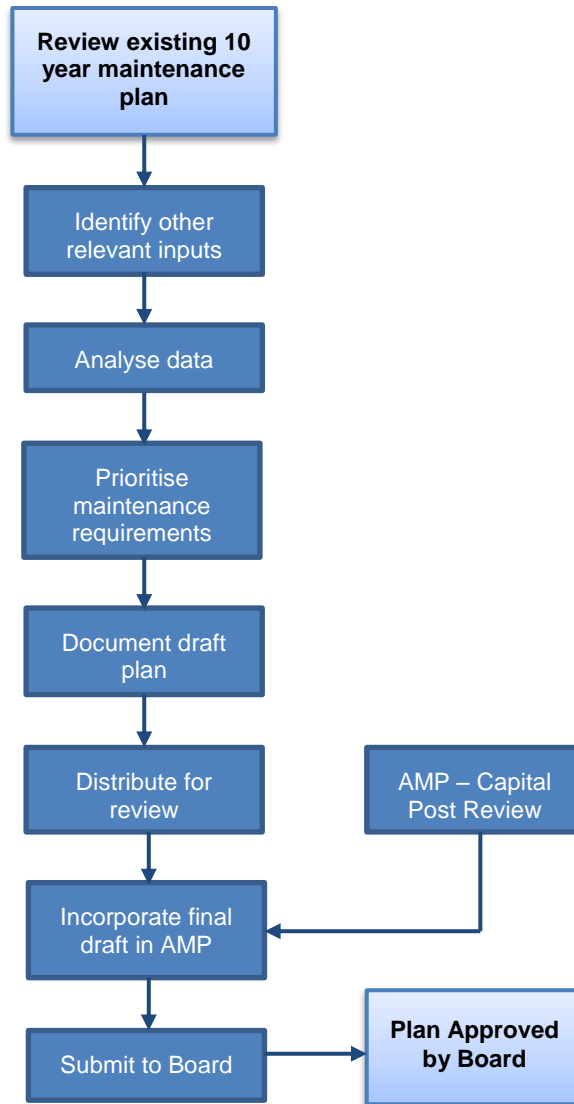 Review existing 10
year maintenance
plan
Identify other
relevant inputs
Analyse data
Prioritise
maintenance
requirements
Document draft
plan
Distribute for
review
AMP – Capital
Post Review
Incorporate final
draft in AMP
Submit to Board
Plan Approved
by Board